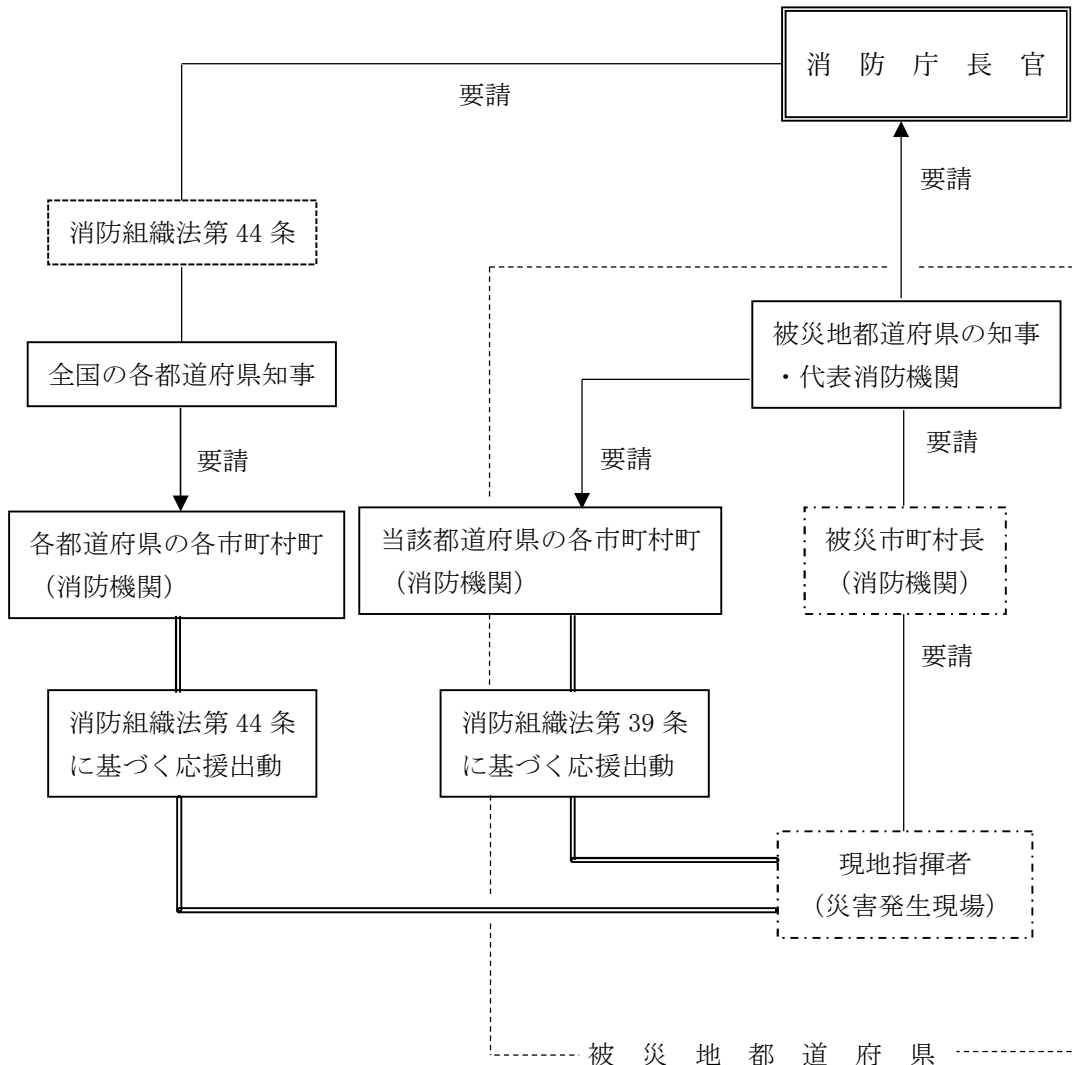 消 防 庁 長 官
要請
要請
消防組織法第 44 条
被災地都道府県の知事
・代表消防機関
全国の各都道府県知事
要請
要請
要請
各都道府県の各市町村町
（消防機関）
当該都道府県の各市町村町
（消防機関）
被災市町村長
（消防機関）
要請
消防組織法第 44 条
に基づく応援出動
消防組織法第 39 条
に基づく応援出動
現地指揮者
（災害発生現場）
被 災 地 都 道 府 県